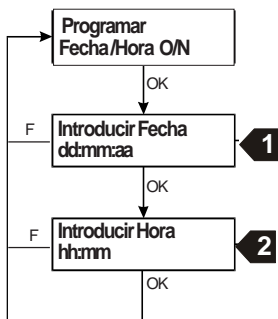 Programar
Fecha/Hora O/N
OK
F
Introducir Fecha
dd:mm:aa
1
OK
F
Introducir Hora
hh:mm
2
OK